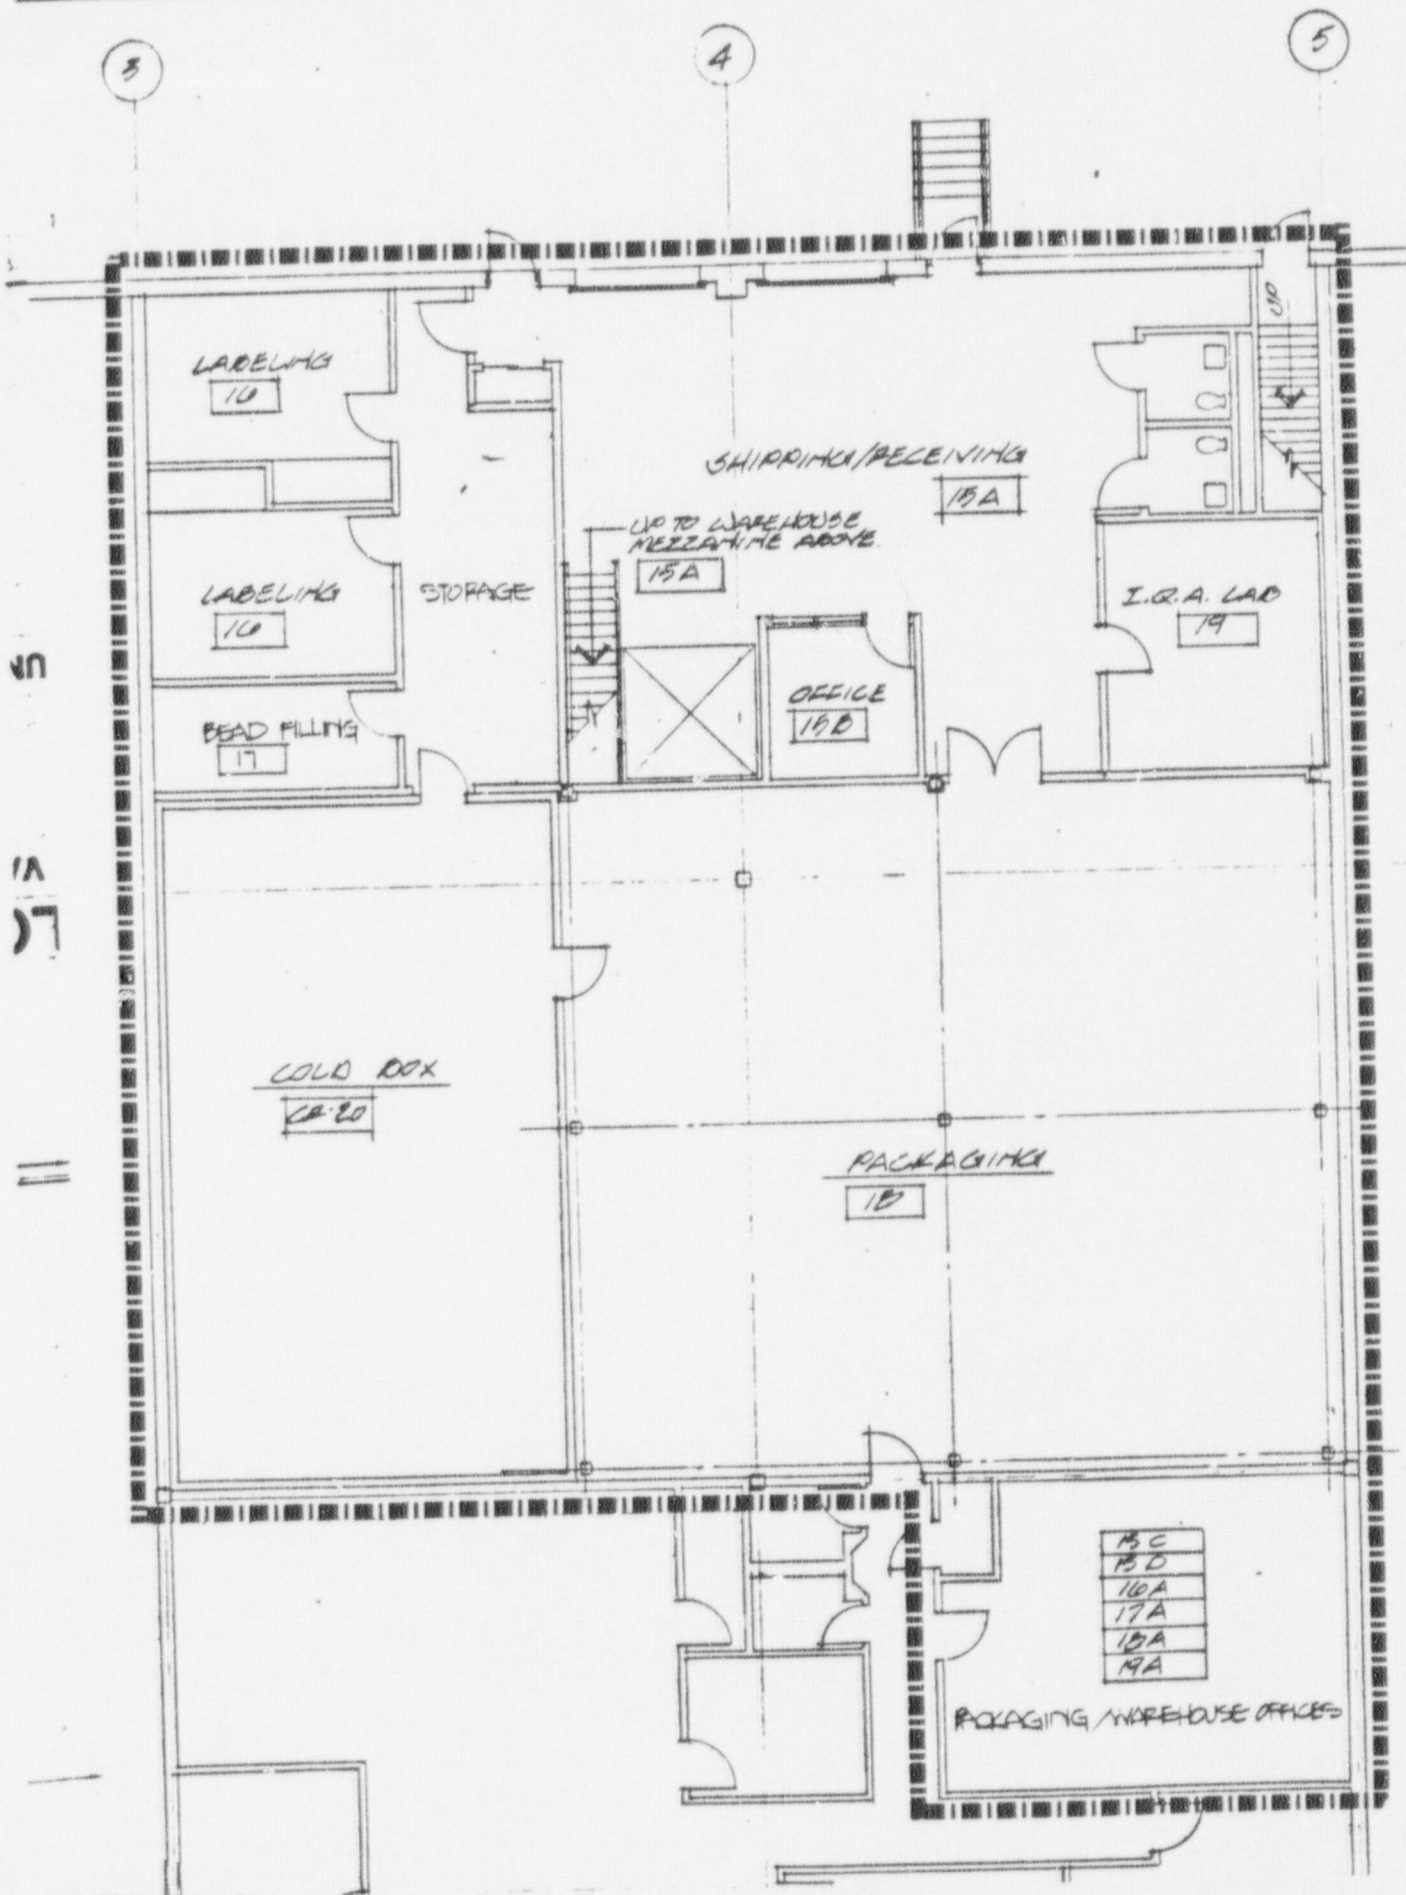 3
4
5
UP
LABELING
16
SHIPPING/RECEIVING
15A
UP TO WAREHOUSE
MEZZANINE ABOVE
15A
LABELING
16
STORAGE
I.Q.A. LAB
19
OFFICE
15B
BEAD FILLING
17
COLD BOX
CR-20
PACKAGING
18
15C
15D
16A
17A
18A
19A
PACKAGING/WAREHOUSE OFFICES